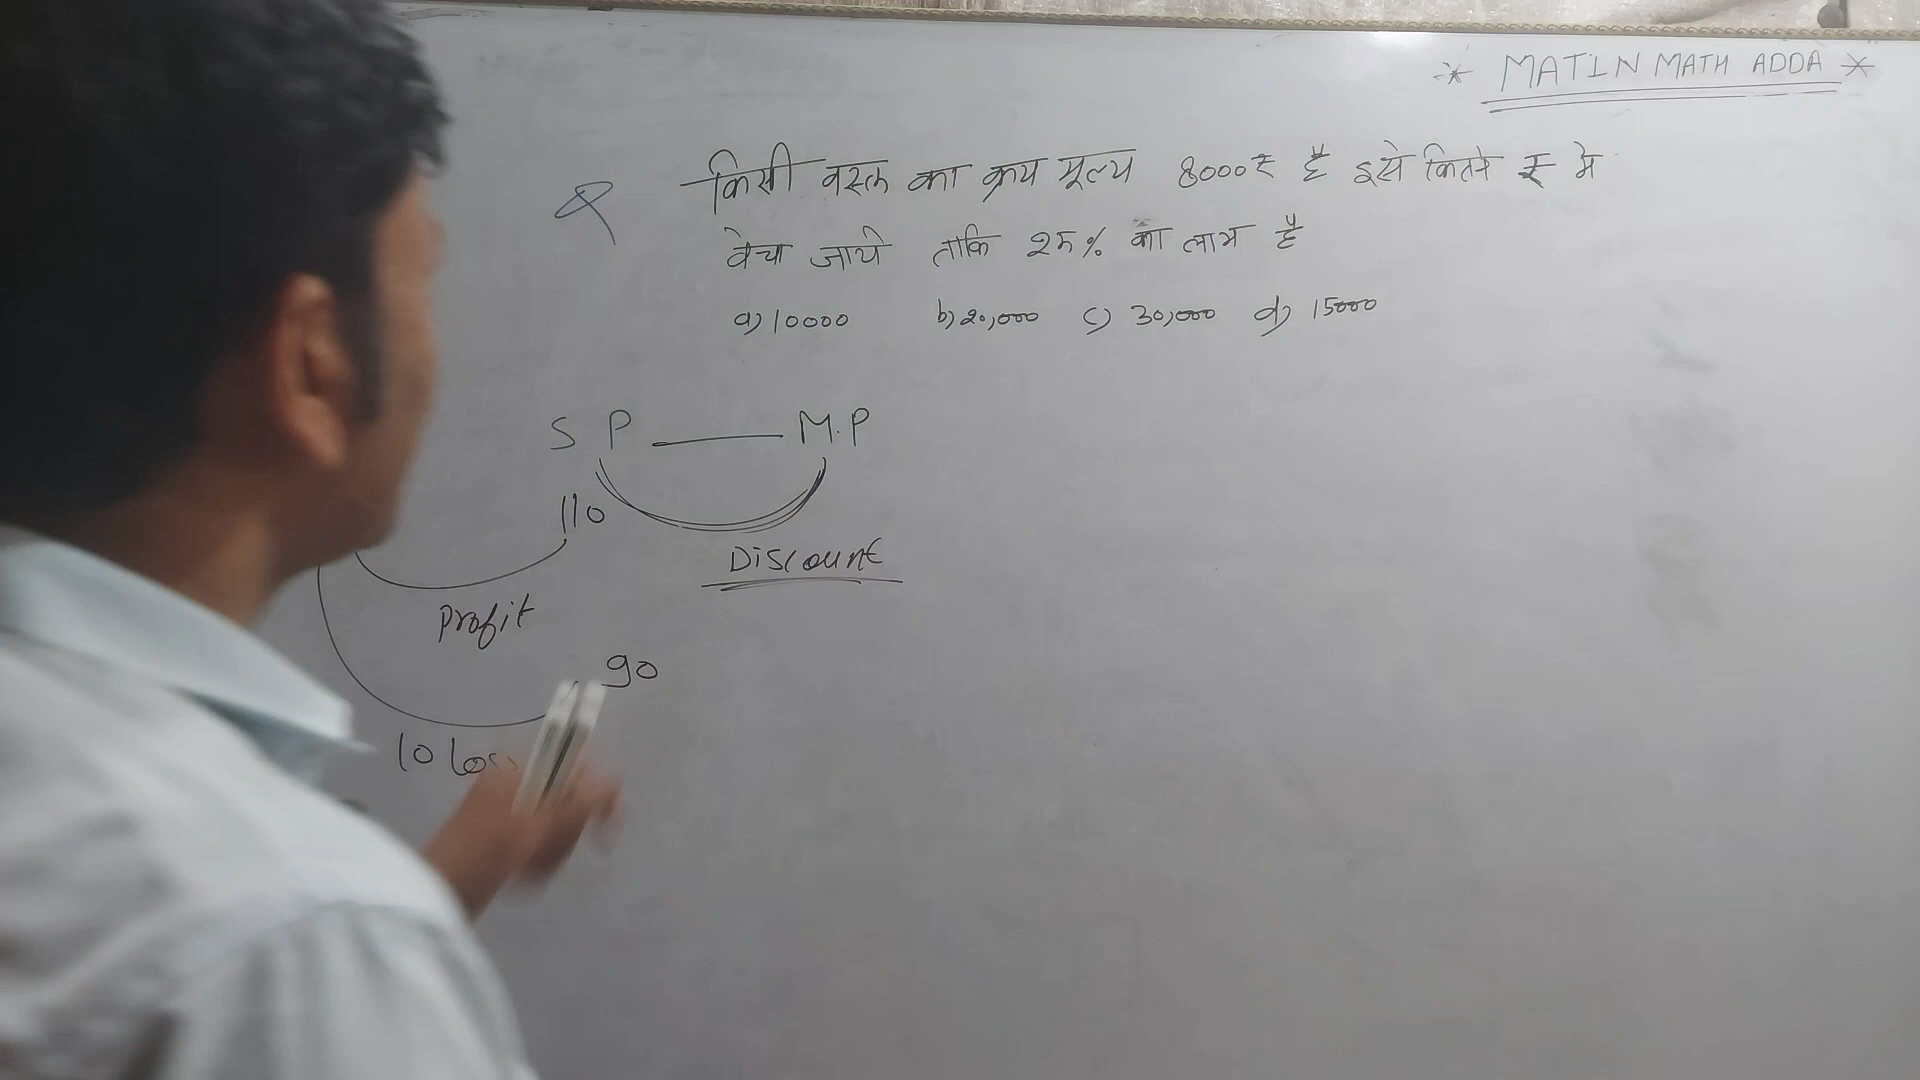 * MATIN MATH ADDA *
Q किसी वस्तु का क्रय मूल्य 8000₹ है इसे कितने ₹ मे
बेचा जाये ताकि 25% का लाभ है
a) 10000 b) 20,000 c) 30,000 d) 15000
S P — M.P
110
Discount
Profit
90
10 Loss